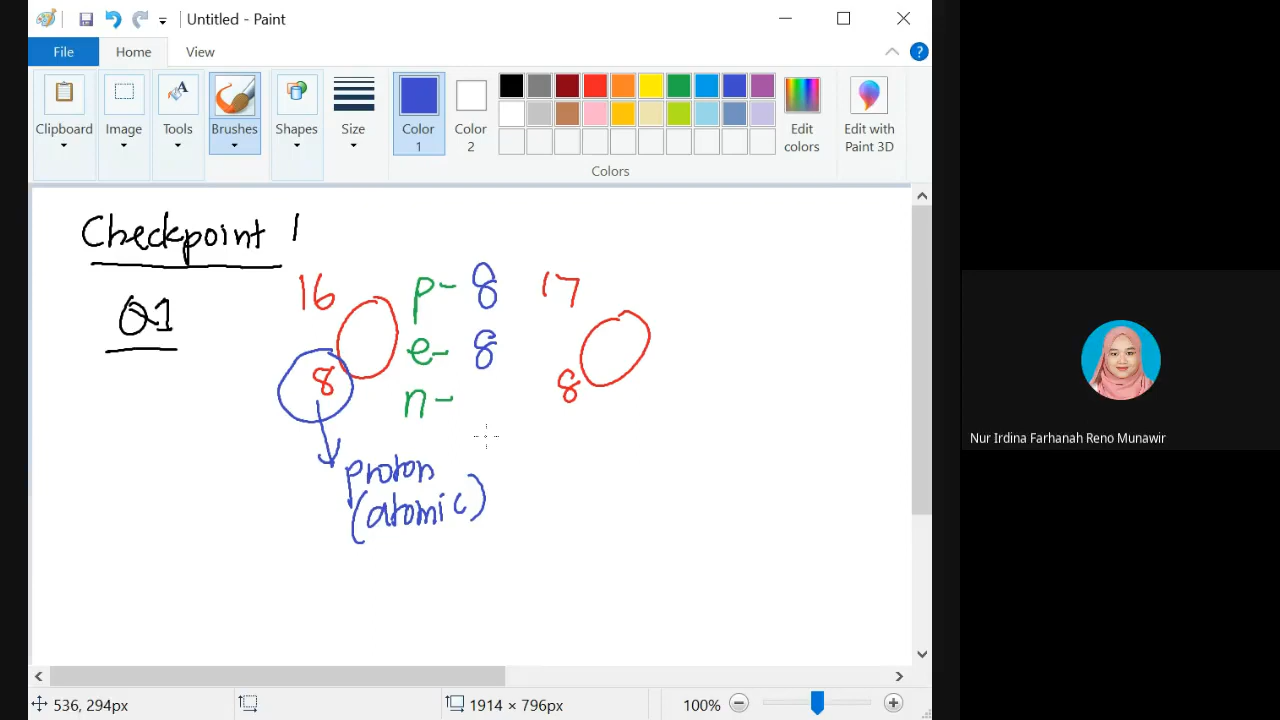 Untitled - Paint
File
Home
View
Clipboard
Image
Tools
Brushes
Shapes
Size
Color 1
Color 2
Edit colors
Edit with Paint 3D
Colors
Checkpoint 1
Q1
16
8
O
p- 8
e- 8
n-
17
8
O
proton
(atomic)
Nur Irdina Farhanah Reno Munawir
536, 294px
1914 × 796px
100%